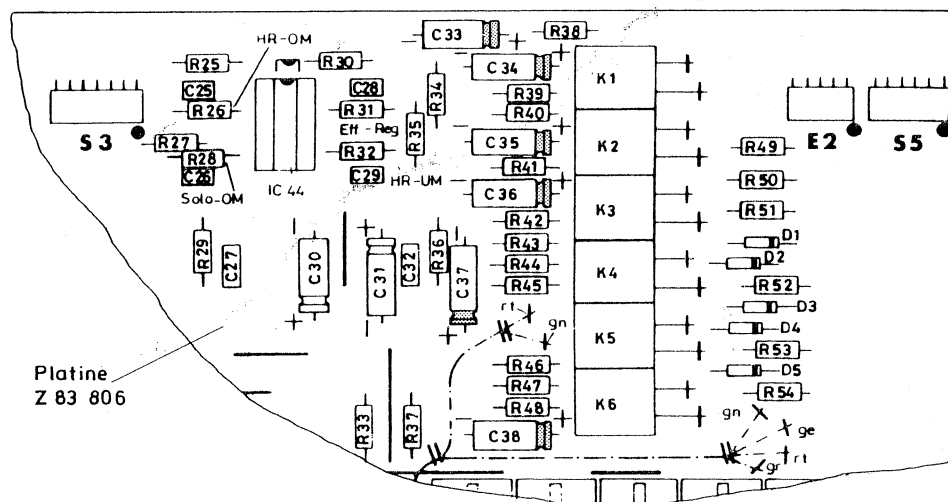 C33
R38
HR-OM
R25
R30
C34
K1
C25
C28
R34
R39
R26
R31
R40
S3
Eff-Reg
R35
C35
K2
E2
S5
R27
R49
R28
R32
R41
C26
C29
HR-UM
C36
R50
Solo-OM
IC 44
K3
R42
R51
R29
C27
C30
C31
C32
R36
C37
R43
D1
R44
K4
D2
R45
R52
rt
gn
D3
K5
D4
R53
R46
D5
Platine
Z 83 806
R47
K6
R54
R48
R33
R37
C38
gn
ge
rt
gr